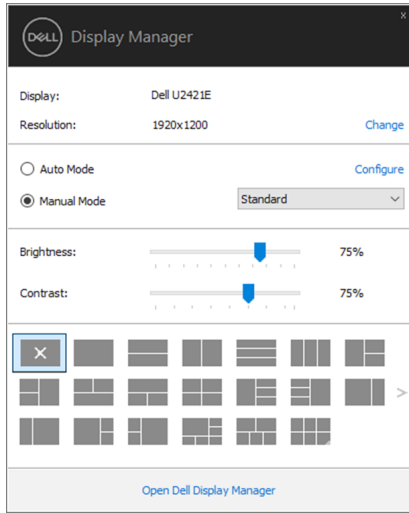 DELL Display Manager
Display: Dell U2421E
Resolution: 1920x1200 Change
Auto Mode Configure
Manual Mode Standard
Brightness: 75%
Contrast: 75%
Open Dell Display Manager